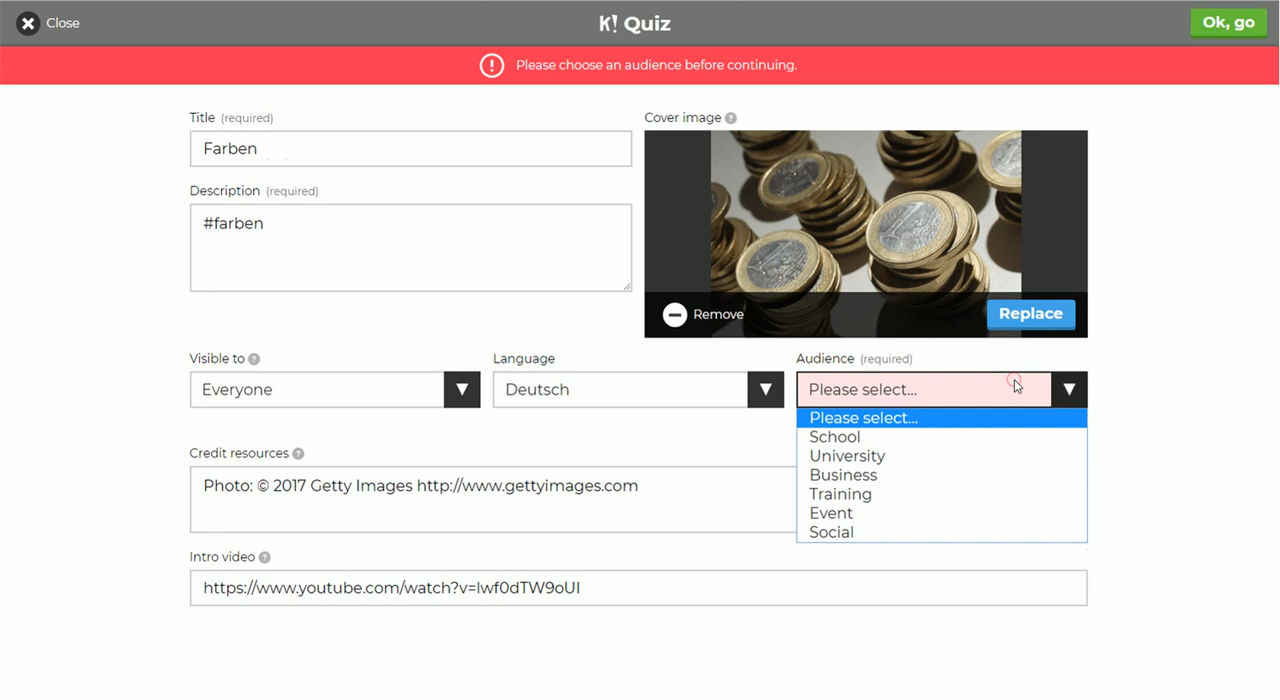 Close
K! Quiz
Ok, go
Please choose an audience before continuing.
Title (required)
Farben
Description (required)
#farben
Cover image ?
Remove
Replace
Visible to ?
Everyone
Language
Deutsch
Audience (required)
Please select...
Please select...
School
University
Business
Training
Event
Social
Credit resources ?
Photo: © 2017 Getty Images http://www.gettyimages.com
Intro video ?
https://www.youtube.com/watch?v=lwf0dTW9oUI